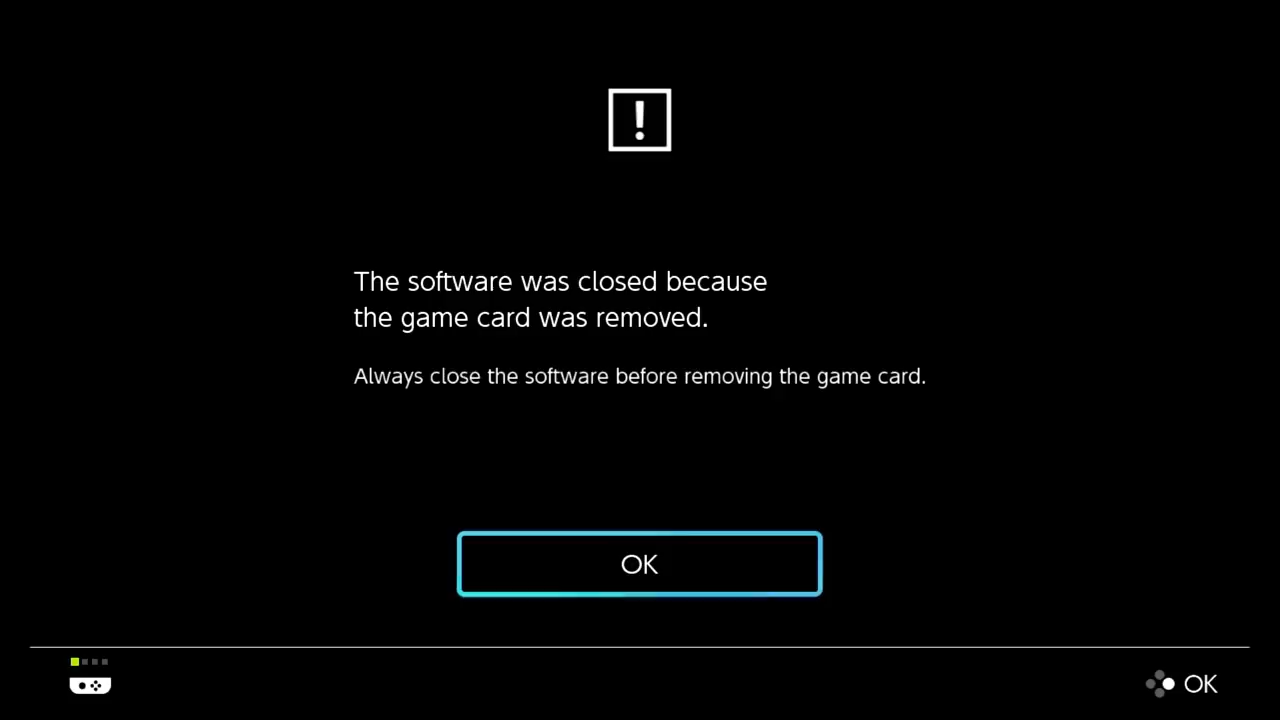 The software was closed because
the game card was removed.
Always close the software before removing the game card.
OK
OK